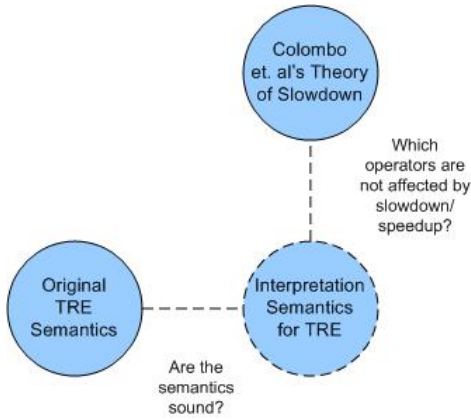 Colombo
et. al's Theory
of Slowdown
Which
operators are
not affected by
slowdown/
speedup?
Original
TRE
Semantics
Interpretation
Semantics
for TRE
Are the
semantics
sound?